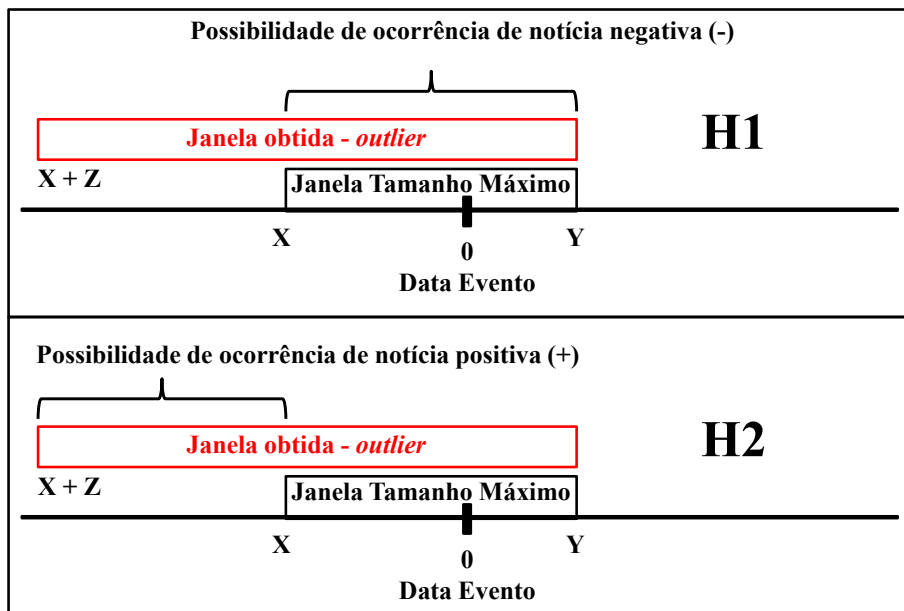 Possibilidade de ocorrência de notícia negativa (-)
Janela obtida - outlier
H1
X + Z
Janela Tamanho Máximo
X
0
Y
Data Evento
Possibilidade de ocorrência de notícia positiva (+)
Janela obtida - outlier
H2
X + Z
Janela Tamanho Máximo
X
0
Y
Data Evento